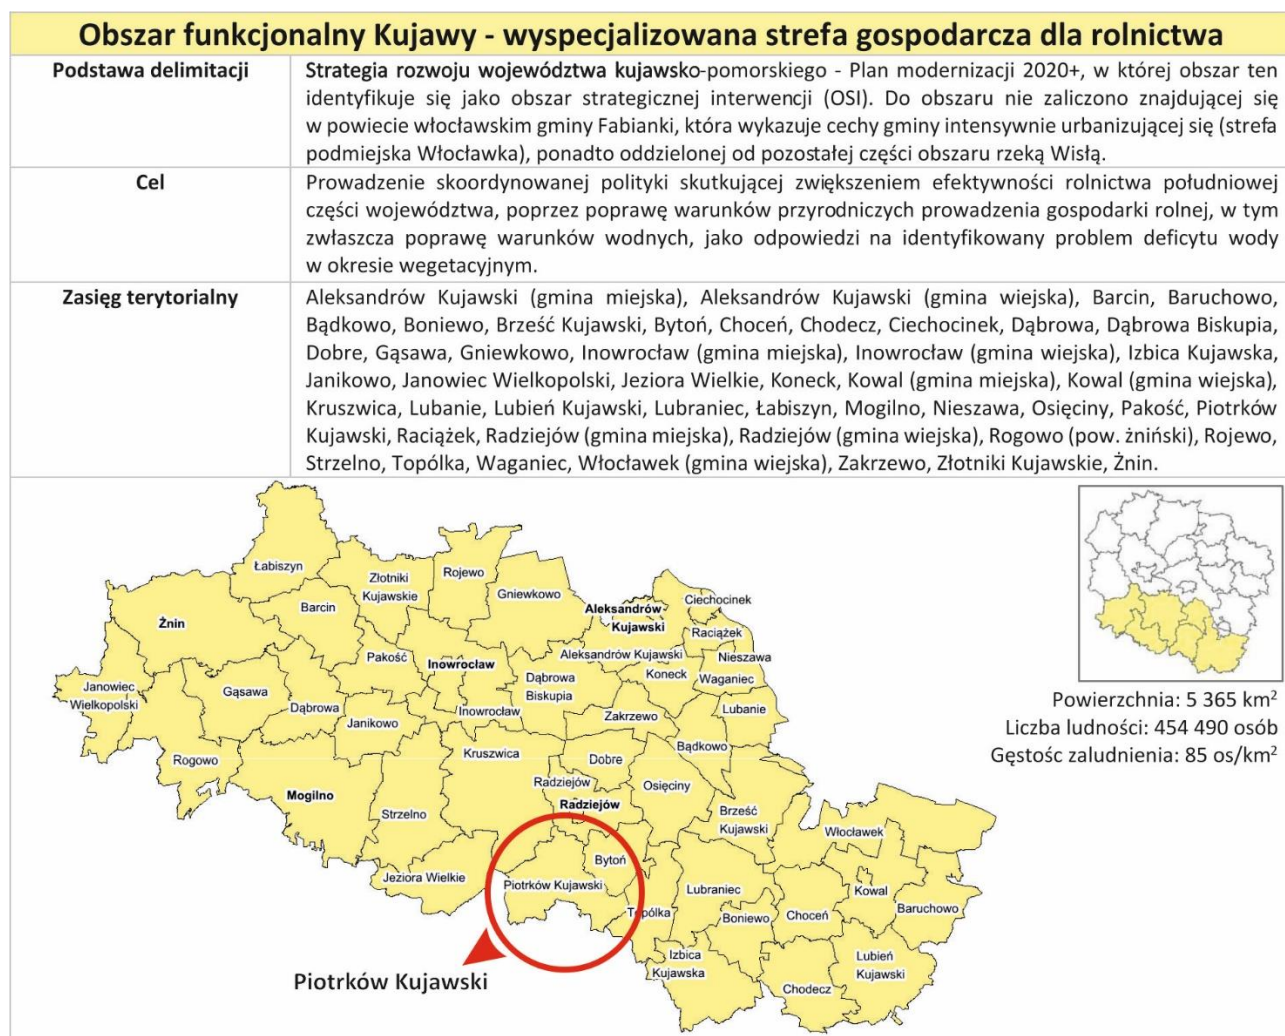 Obszar funkcjonalny Kujawy - wyspecjalizowana strefa gospodarcza dla rolnictwa
Podstawa delimitacji
Strategia rozwoju województwa kujawsko-pomorskiego - Plan modernizacji 2020+, w której obszar ten
identyfikuje się jako obszar strategicznej interwencji (OSI). Do obszaru nie zaliczono znajdującej się
w powiecie włocławskim gminy Fabianki, która wykazuje cechy gminy intensywnie urbanizującej się (strefa
podmiejska Włocławka), ponadto oddzielonej od pozostałej części obszaru rzeką Wisłą.
Cel
Prowadzenie skoordynowanej polityki skutkującej zwiększeniem efektywności rolnictwa południowej
części województwa, poprzez poprawę warunków przyrodniczych prowadzenia gospodarki rolnej, w tym
zwłaszcza poprawę warunków wodnych, jako odpowiedzi na identyfikowany problem deficytu wody
w okresie wegetacyjnym.
Zasięg terytorialny
Aleksandrów Kujawski (gmina miejska), Aleksandrów Kujawski (gmina wiejska), Barcin, Baruchowo,
Bądkowo, Boniewo, Brześć Kujawski, Bytoń, Choceń, Chodecz, Ciechocinek, Dąbrowa, Dąbrowa Biskupia,
Dobre, Gąsawa, Gniewkowo, Inowrocław (gmina miejska), Inowrocław (gmina wiejska), Izbica Kujawska,
Janikowo, Janowiec Wielkopolski, Jeziora Wielkie, Koneck, Kowal (gmina miejska), Kowal (gmina wiejska),
Kruszwica, Lubanie, Lubień Kujawski, Lubraniec, Łabiszyn, Mogilno, Nieszawa, Osięciny, Pakość, Piotrków
Kujawski, Raciążek, Radziejów (gmina miejska), Radziejów (gmina wiejska), Rogowo (pow. żniński), Rojewo,
Strzelno, Topólka, Waganiec, Włocławek (gmina wiejska), Zakrzewo, Złotniki Kujawskie, Żnin.
Łabiszyn
Złotniki
Kujawskie
Rojewo
Gniewkowo
Barcin
Żnin
Aleksandrów
Kujawski
Ciechocinek
Raciążek
Pakość
Inowrocław
Aleksandrów Kujawski
Nieszawa
Koneck
Waganiec
Dąbrowa
Biskupia
Janowiec
Wielkopolski
Gąsawa
Dąbrowa
Janikowo
Inowrocław
Zakrzewo
Lubanie
Bądkowo
Kruszwica
Dobre
Rogowo
Mogilno
Strzelno
Radziejów
Radziejów
Osięciny
Brześć
Kujawski
Włocławek
Bytoń
Jeziora Wielkie
Piotrków Kujawski
Topólka
Lubraniec
Boniewo
Choceń
Kowal
Baruchowo
Izbica
Kujawska
Lubień
Kujawski
Chodecz
Piotrków Kujawski
Powierzchnia: 5 365 km²
Liczba ludności: 454 490 osób
Gęstośc zaludnienia: 85 os/km²